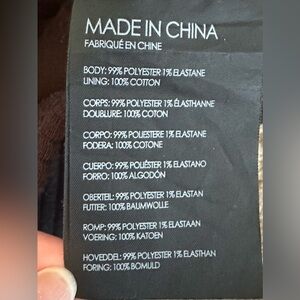 MADE IN CHINA
FABRIQUÉ EN CHINE
BODY: 99% POLYESTER 1% ELASTANE
LINING: 100% COTTON
CORPS: 99% POLYESTER 1% ÉLASTHANNE
DOUBLURE: 100% COTON
CORPO: 99% POLIESTERE 1% ELASTANE
FODERA: 100% COTONE
CUERPO: 99% POLIÉSTER 1% ELASTANO
FORRO: 100% ALGODÓN
OBERTEIL: 99% POLYESTER 1% ELASTAN
FUTTER: 100% BAUMWOLLE
ROMP: 99% POLYESTER 1% ELASTAAN
VOERING: 100% KATOEN
HOVEDDEL: 99% POLYESTER 1% ELASTHAN
FORING: 100% BOMULD